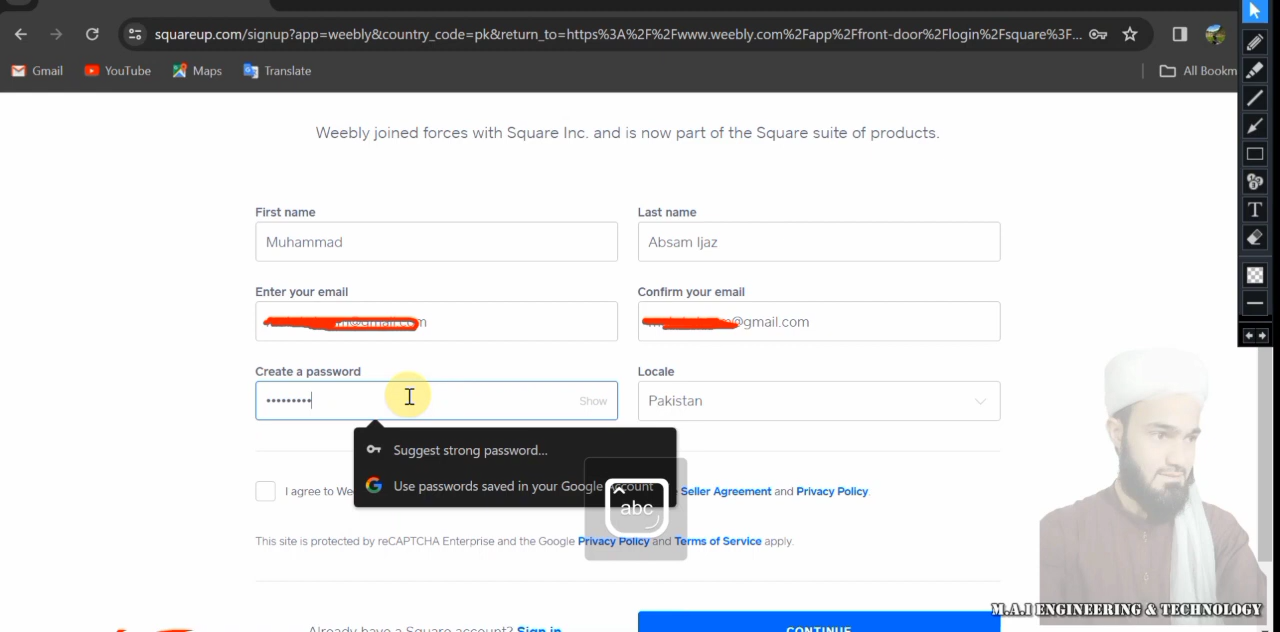 squareup.com/signup?app=weebly&country_code=pk&return_to=https%3A%2F%2Fwww.weebly.com%2Fapp%2Ffront-door%2Flogin%2Fsquare%3F...
Gmail YouTube Maps Translate All Bookm
Weebly joined forces with Square Inc. and is now part of the Square suite of products.
First name Last name
Muhammad Absam Ijaz
Enter your email Confirm your email
@gmail.com @gmail.com
Create a password Locale
••••••••• Show Pakistan
Suggest strong password...
I agree to We Use passwords saved in your Google Account Seller Agreement and Privacy Policy.
abc
This site is protected by reCAPTCHA Enterprise and the Google Privacy Policy and Terms of Service apply.
M.A.I ENGINEERING & TECHNOLOGY
Already have a Square account? Sign in CONTINUE